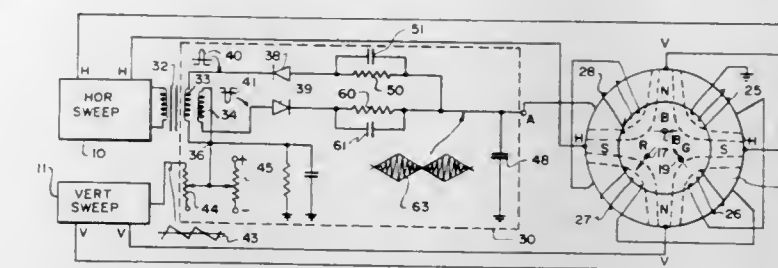 V
51
H H 32 40 38
33 41 39 60 50
28 N 25
HOR
SWEEP
34
A
B
H S R B G S H
17
19
10
36
61
11
45
48
VERT
SWEEP
44
63
27 N 26
V V
43
30
V